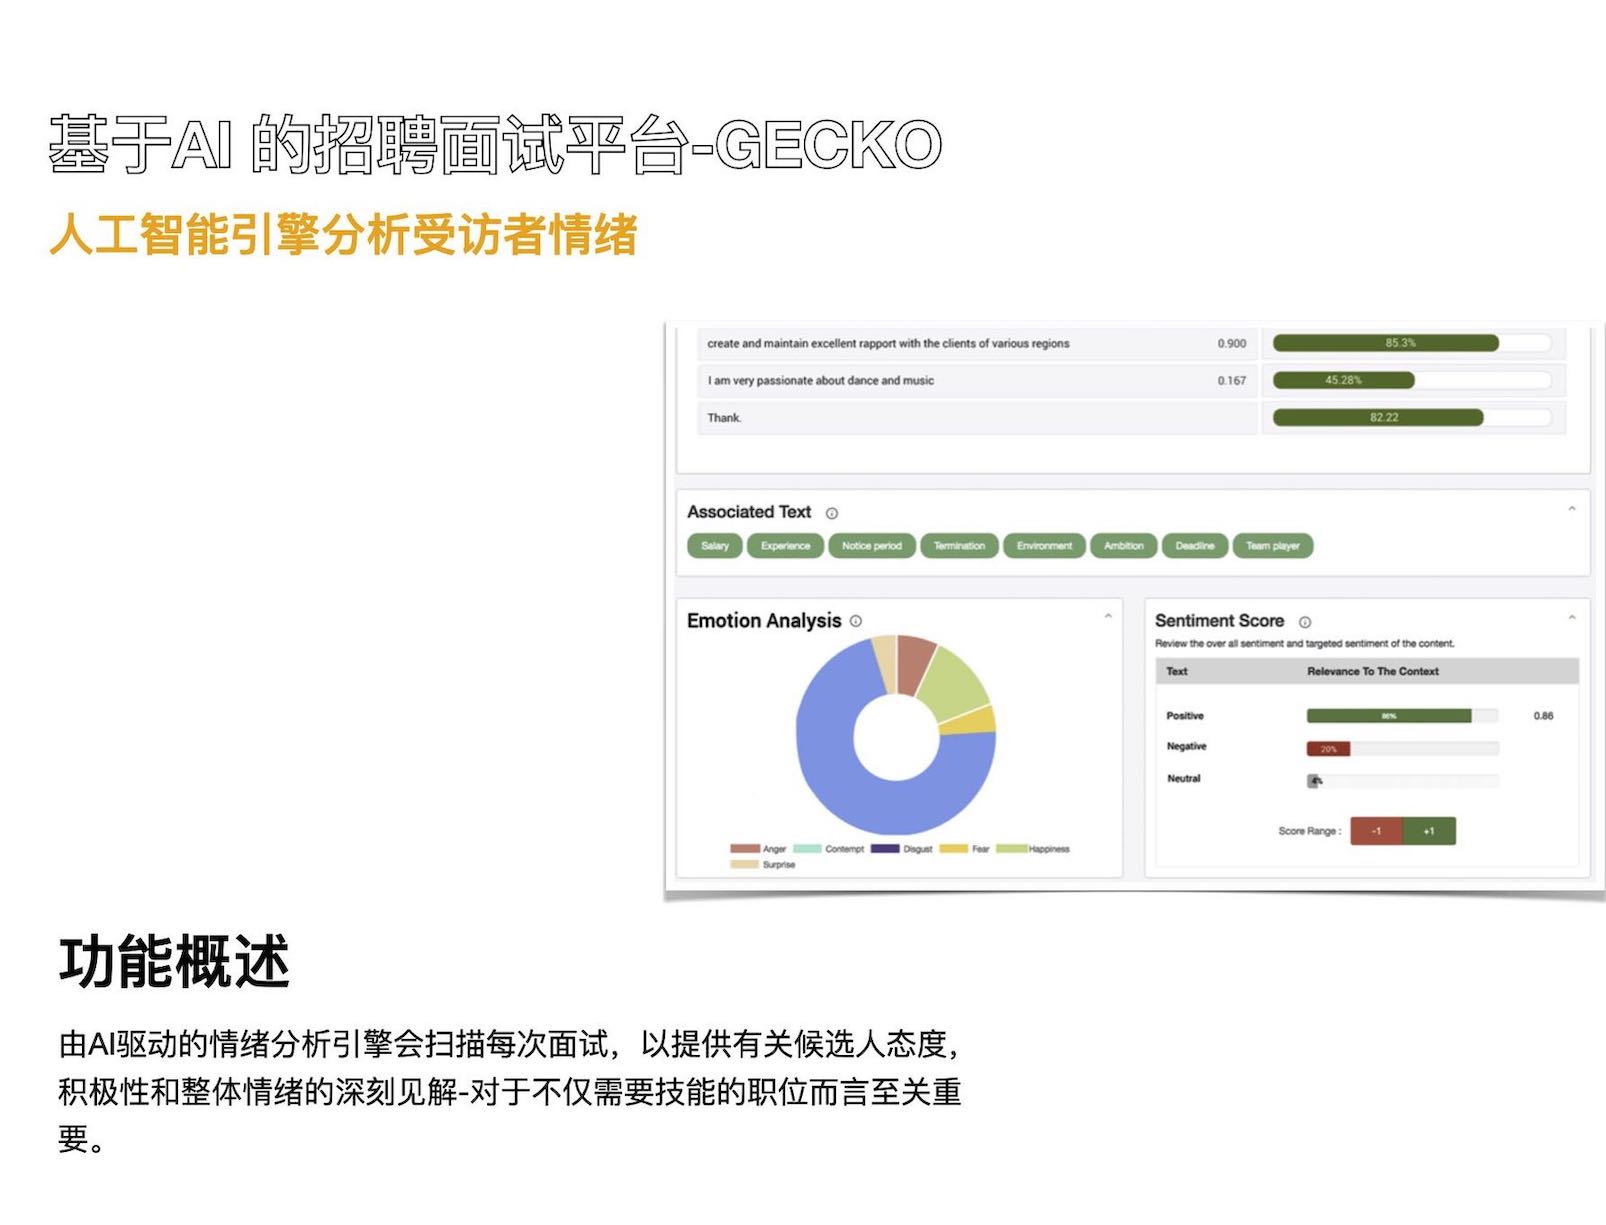 基于AI 的招聘面试平台-GECKO
人工智能引擎分析受访者情绪
create and maintain excellent rapport with the clients of various regions 0.900 85.3%
I am very passionate about dance and music 0.167 45.28%
Thank. 82.22
Associated Text
Salary Experience Notice period Termination Environment Ambition Deadline Team player
Emotion Analysis
Anger Contempt Disgust Fear Happiness
Surprise
Sentiment Score
Review the over all sentiment and targeted sentiment of the content.
Text Relevance To The Context
Positive 86% 0.86
Negative 20%
Neutral 4%
Score Range : -1 +1
功能概述
由AI驱动的情绪分析引擎会扫描每次面试，以提供有关候选人态度，
积极性和整体情绪的深刻见解-对于不仅需要技能的职位而言至关重
要。